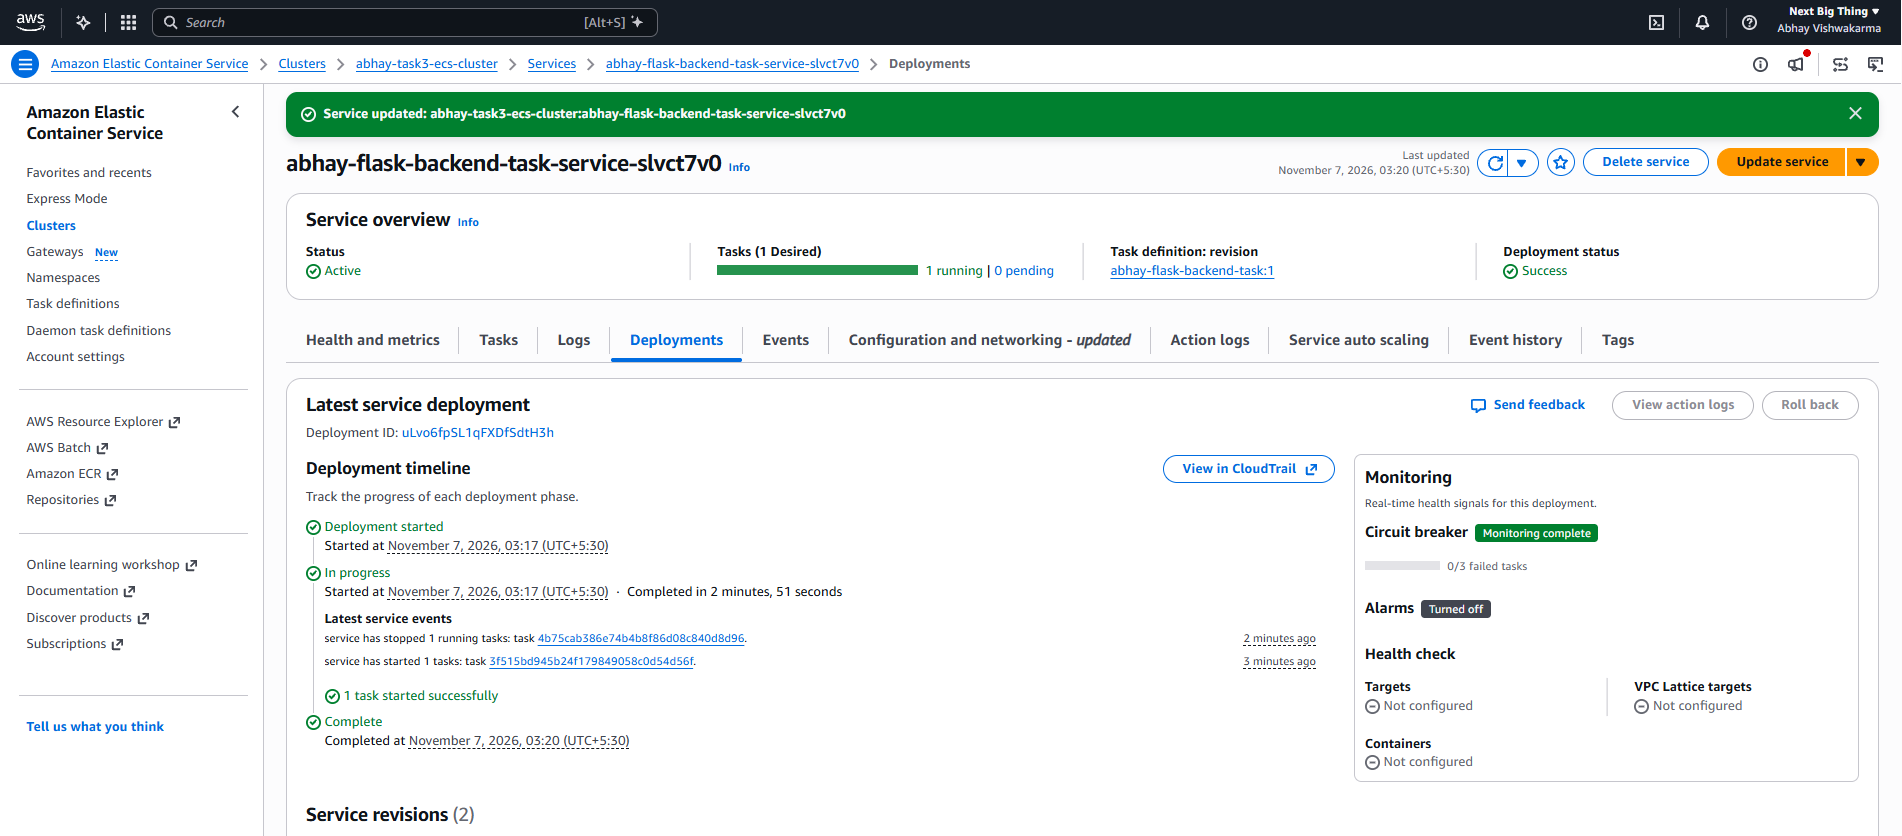 aws
Search
[Alt+S]
Next Big Thing
Abhay Vishwakarma
Amazon Elastic Container Service
Clusters
abhay-task3-ecs-cluster
Services
abhay-flask-backend-task-service-slvct7v0
Deployments
Amazon Elastic
Container Service
Favorites and recents
Express Mode
Clusters
Gateways New
Namespaces
Task definitions
Daemon task definitions
Account settings
AWS Resource Explorer
AWS Batch
Amazon ECR
Repositories
Online learning workshop
Documentation
Discover products
Subscriptions
Tell us what you think
Service updated: abhay-task3-ecs-cluster:abhay-flask-backend-task-service-slvct7v0
abhay-flask-backend-task-service-slvct7v0 Info
Last updated
November 7, 2026, 03:20 (UTC+5:30)
Delete service
Update service
Service overview Info
Status
Active
Tasks (1 Desired)
1 running | 0 pending
Task definition: revision
abhay-flask-backend-task:1
Deployment status
Success
Health and metrics
Tasks
Logs
Deployments
Events
Configuration and networking - updated
Action logs
Service auto scaling
Event history
Tags
Latest service deployment
Send feedback
View action logs
Roll back
Deployment ID: uLvo6fpSL1qFXDfSdtH3h
Deployment timeline
View in CloudTrail
Track the progress of each deployment phase.
Deployment started
Started at November 7, 2026, 03:17 (UTC+5:30)
In progress
Started at November 7, 2026, 03:17 (UTC+5:30) · Completed in 2 minutes, 51 seconds
Latest service events
service has stopped 1 running tasks: task 4b75cab386e74b4b8f86d08c840d8d96.
2 minutes ago
service has started 1 tasks: task 3f515bd945b24f179849058c0d54d56f.
3 minutes ago
1 task started successfully
Complete
Completed at November 7, 2026, 03:20 (UTC+5:30)
Monitoring
Real-time health signals for this deployment.
Circuit breaker Monitoring complete
0/3 failed tasks
Alarms Turned off
Health check
Targets
Not configured
VPC Lattice targets
Not configured
Containers
Not configured
Service revisions (2)